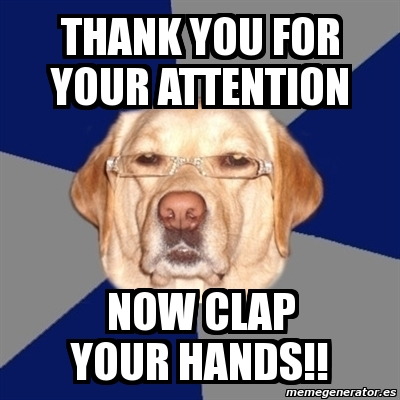 THANK YOU FOR
YOUR ATTENTION
NOW CLAP
YOUR HANDS!!
memegenerator.es